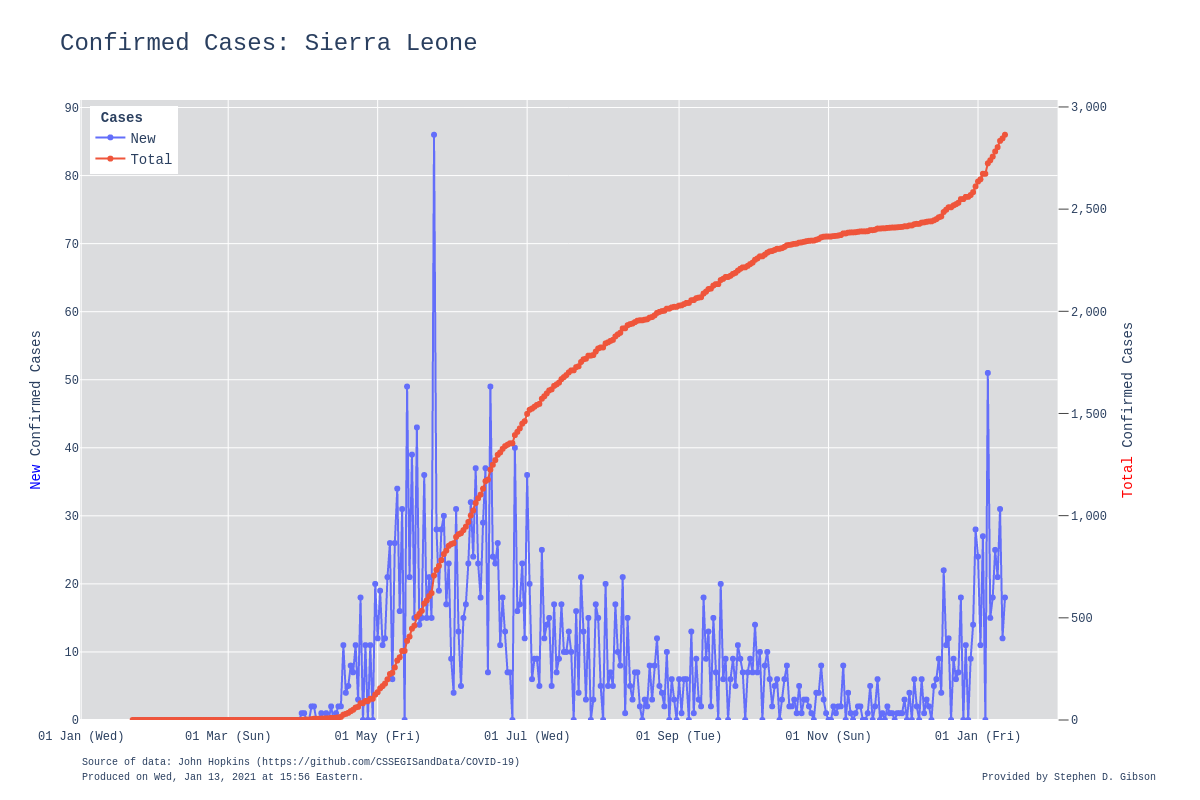 Confirmed Cases: Sierra Leone
Cases
New
Total
90
80
70
60
50
40
30
20
10
0
New Confirmed Cases
3,000
2,500
2,000
1,500
1,000
500
0
Total Confirmed Cases
01 Jan (Wed)
01 Mar (Sun)
01 May (Fri)
01 Jul (Wed)
01 Sep (Tue)
01 Nov (Sun)
01 Jan (Fri)
Source of data: John Hopkins (https://github.com/CSSEGISandData/COVID-19)
Produced on Wed, Jan 13, 2021 at 15:56 Eastern.
Provided by Stephen D. Gibson